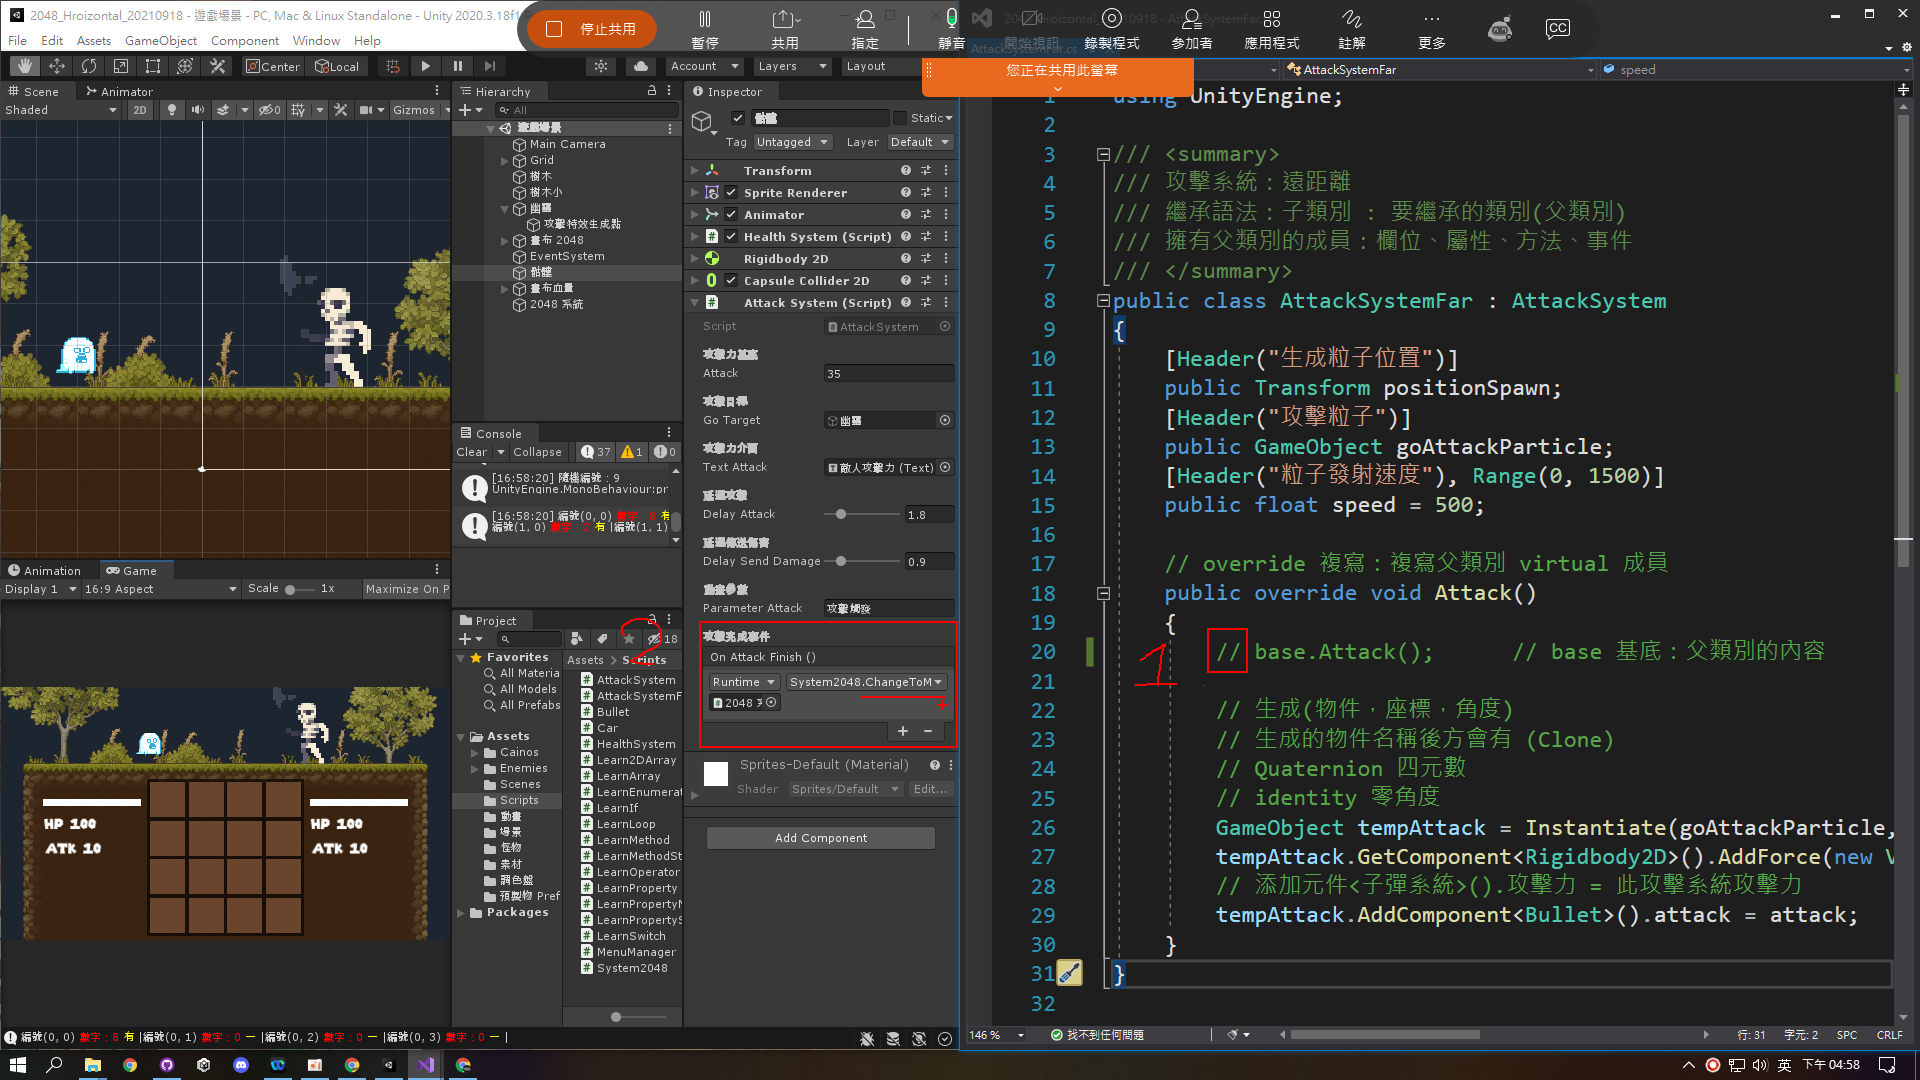 2048_Hroizontal_20210918 - 遊戲場景 - PC, Mac & Linux Standalone - Unity 2020.3.18f1
File Edit Assets GameObject Component Window Help
停止共用
暫停
共用
指定
靜音
開始視訊
錄製程式
參加者
應用程式
註解
更多
CC
您正在共用此螢幕
Center
Local
Account
Layers
Layout
Scene
Animator
Shaded
2D
0
Gizmos
Hierarchy
All
遊戲場景
Main Camera
Grid
樹木
樹木小
幽靈
攻擊特效生成點
畫布 2048
EventSystem
骷髏
畫布血量
2048 系統
Console
Clear
Collapse
37
1
0
[16:58:20] 隨機編號：9
UnityEngine.MonoBehaviour:pr
[16:58:20] 編號(0, 0) 數字：8 有
編號(1, 0) 數字：2 有 |編號(1, 1)
Animation
Game
Display 1
16:9 Aspect
Scale
1x
Maximize On P
HP 100
ATK 10
HP 100
ATK 10
Project
18
2
Favorites
All Materia
All Models
All Prefabs
Assets
Cainos
Enemies
Scenes
Scripts
動畫
場景
怪物
素材
調色盤
預製物 Pref
Packages
Assets > Scripts
AttackSystem
AttackSystemF
Bullet
Car
HealthSystem
Learn2DArray
LearnArray
LearnEnumerat
LearnIf
LearnLoop
LearnMethod
LearnMethodSt
LearnOperator
LearnProperty
LearnPropertyM
LearnPropertyS
LearnSwitch
MenuManager
System2048
Inspector
骷髏
Static
Tag Untagged
Layer Default
Transform
Sprite Renderer
Animator
Health System (Script)
Rigidbody 2D
Capsule Collider 2D
Attack System (Script)
Script AttackSystem
攻擊力基底
Attack 35
攻擊目標
Go Target 幽靈
攻擊力介面
Text Attack 敵人攻擊力 (Text)
延遲攻擊
Delay Attack 1.8
延遲傳送傷害
Delay Send Damage 0.9
動畫參數
Parameter Attack 攻擊觸發
攻擊完成事件
On Attack Finish ()
Runtime
System2048.ChangeToM
2048 系
+ −
Sprites-Default (Material)
Shader Sprites/Default Edit...
Add Component
編號(0, 0) 數字：8 有 |編號(0, 1) 數字：0 一 |編號(0, 2) 數字：0 一 |編號(0, 3) 數字：0 一 |
AttackSystemFar.cs
AttackSystemFar
speed
1 using UnityEngine;
2
3 /// <summary>
4 /// 攻擊系統：遠距離
5 /// 繼承語法：子類別 : 要繼承的類別(父類別)
6 /// 擁有父類別的成員：欄位、屬性、方法、事件
7 /// </summary>
8 public class AttackSystemFar : AttackSystem
9 {
10 [Header("生成粒子位置")]
11 public Transform positionSpawn;
12 [Header("攻擊粒子")]
13 public GameObject goAttackParticle;
14 [Header("粒子發射速度"), Range(0, 1500)]
15 public float speed = 500;
16
17 // override 複寫：複寫父類別 virtual 成員
18 public override void Attack()
19 {
20 // base.Attack(); // base 基底：父類別的內容
1
21
22 // 生成(物件，座標，角度)
23 // 生成的物件名稱後方會有 (Clone)
24 // Quaternion 四元數
25 // identity 零角度
26 GameObject tempAttack = Instantiate(goAttackParticle,
27 tempAttack.GetComponent<Rigidbody2D>().AddForce(new V
28 // 添加元件<子彈系統>().攻擊力 = 此攻擊系統攻擊力
29 tempAttack.AddComponent<Bullet>().attack = attack;
30 }
31 }
32
146 %
找不到任何問題
行: 31
字元: 2
SPC
CRLF
英
下午 04:58